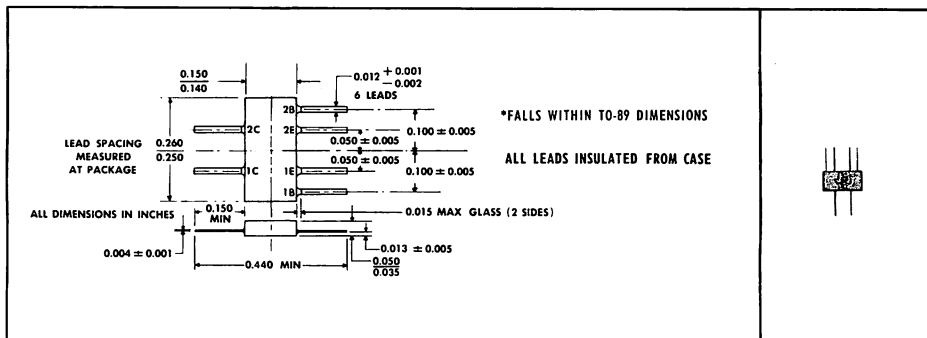 0.150
0.140
0.012 + 0.001
- 0.002
6 LEADS
2B
2C
2E
0.100 ± 0.005
0.050 ± 0.005
LEAD SPACING
MEASURED
AT PACKAGE
0.260
0.250
0.050 ± 0.005
1C
1E
0.100 ± 0.005
1B
ALL DIMENSIONS IN INCHES
0.150
MIN
0.015 MAX GLASS (2 SIDES)
0.004 ± 0.001
0.013 ± 0.005
0.440 MIN
0.050
0.035
*FALLS WITHIN TO-89 DIMENSIONS
ALL LEADS INSULATED FROM CASE